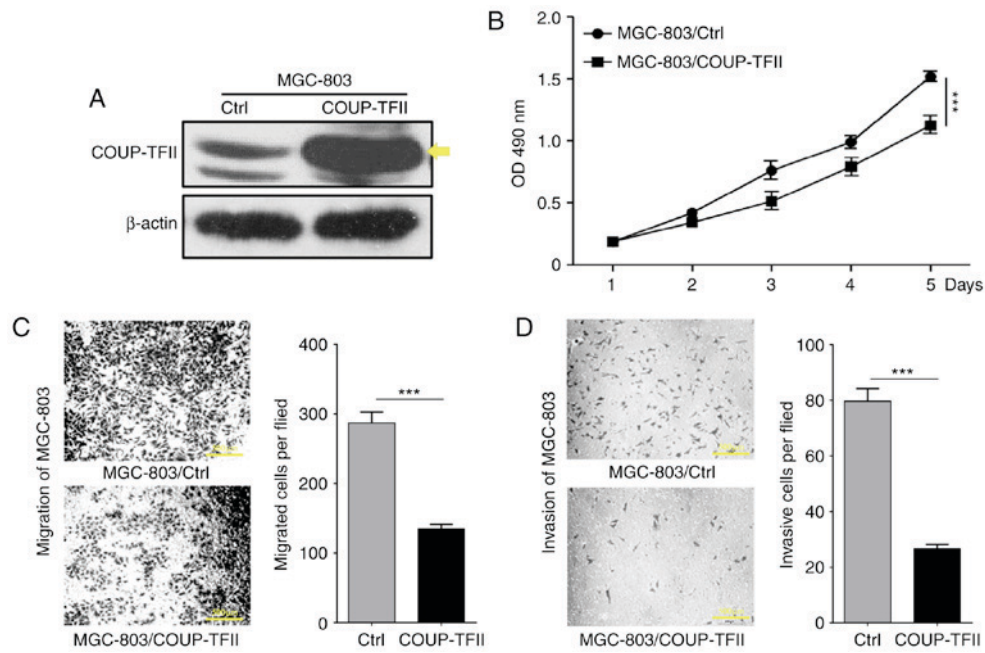 A
MGC-803
Ctrl COUP-TFII
COUP-TFII
β-actin
B
MGC-803/Ctrl
MGC-803/COUP-TFII
OD 490 nm
2.0
1.5
1.0
0.5
0
1 2 3 4 5 Days
***
C
Migration of MGC-803
MGC-803/Ctrl
MGC-803/COUP-TFII
Migrated cells per flied
400
300
200
100
0
***
Ctrl COUP-TFII
D
Invasion of MGC-803
MGC-803/Ctrl
MGC-803/COUP-TFII
Invasive cells per flied
100
80
60
40
20
0
***
Ctrl COUP-TFII